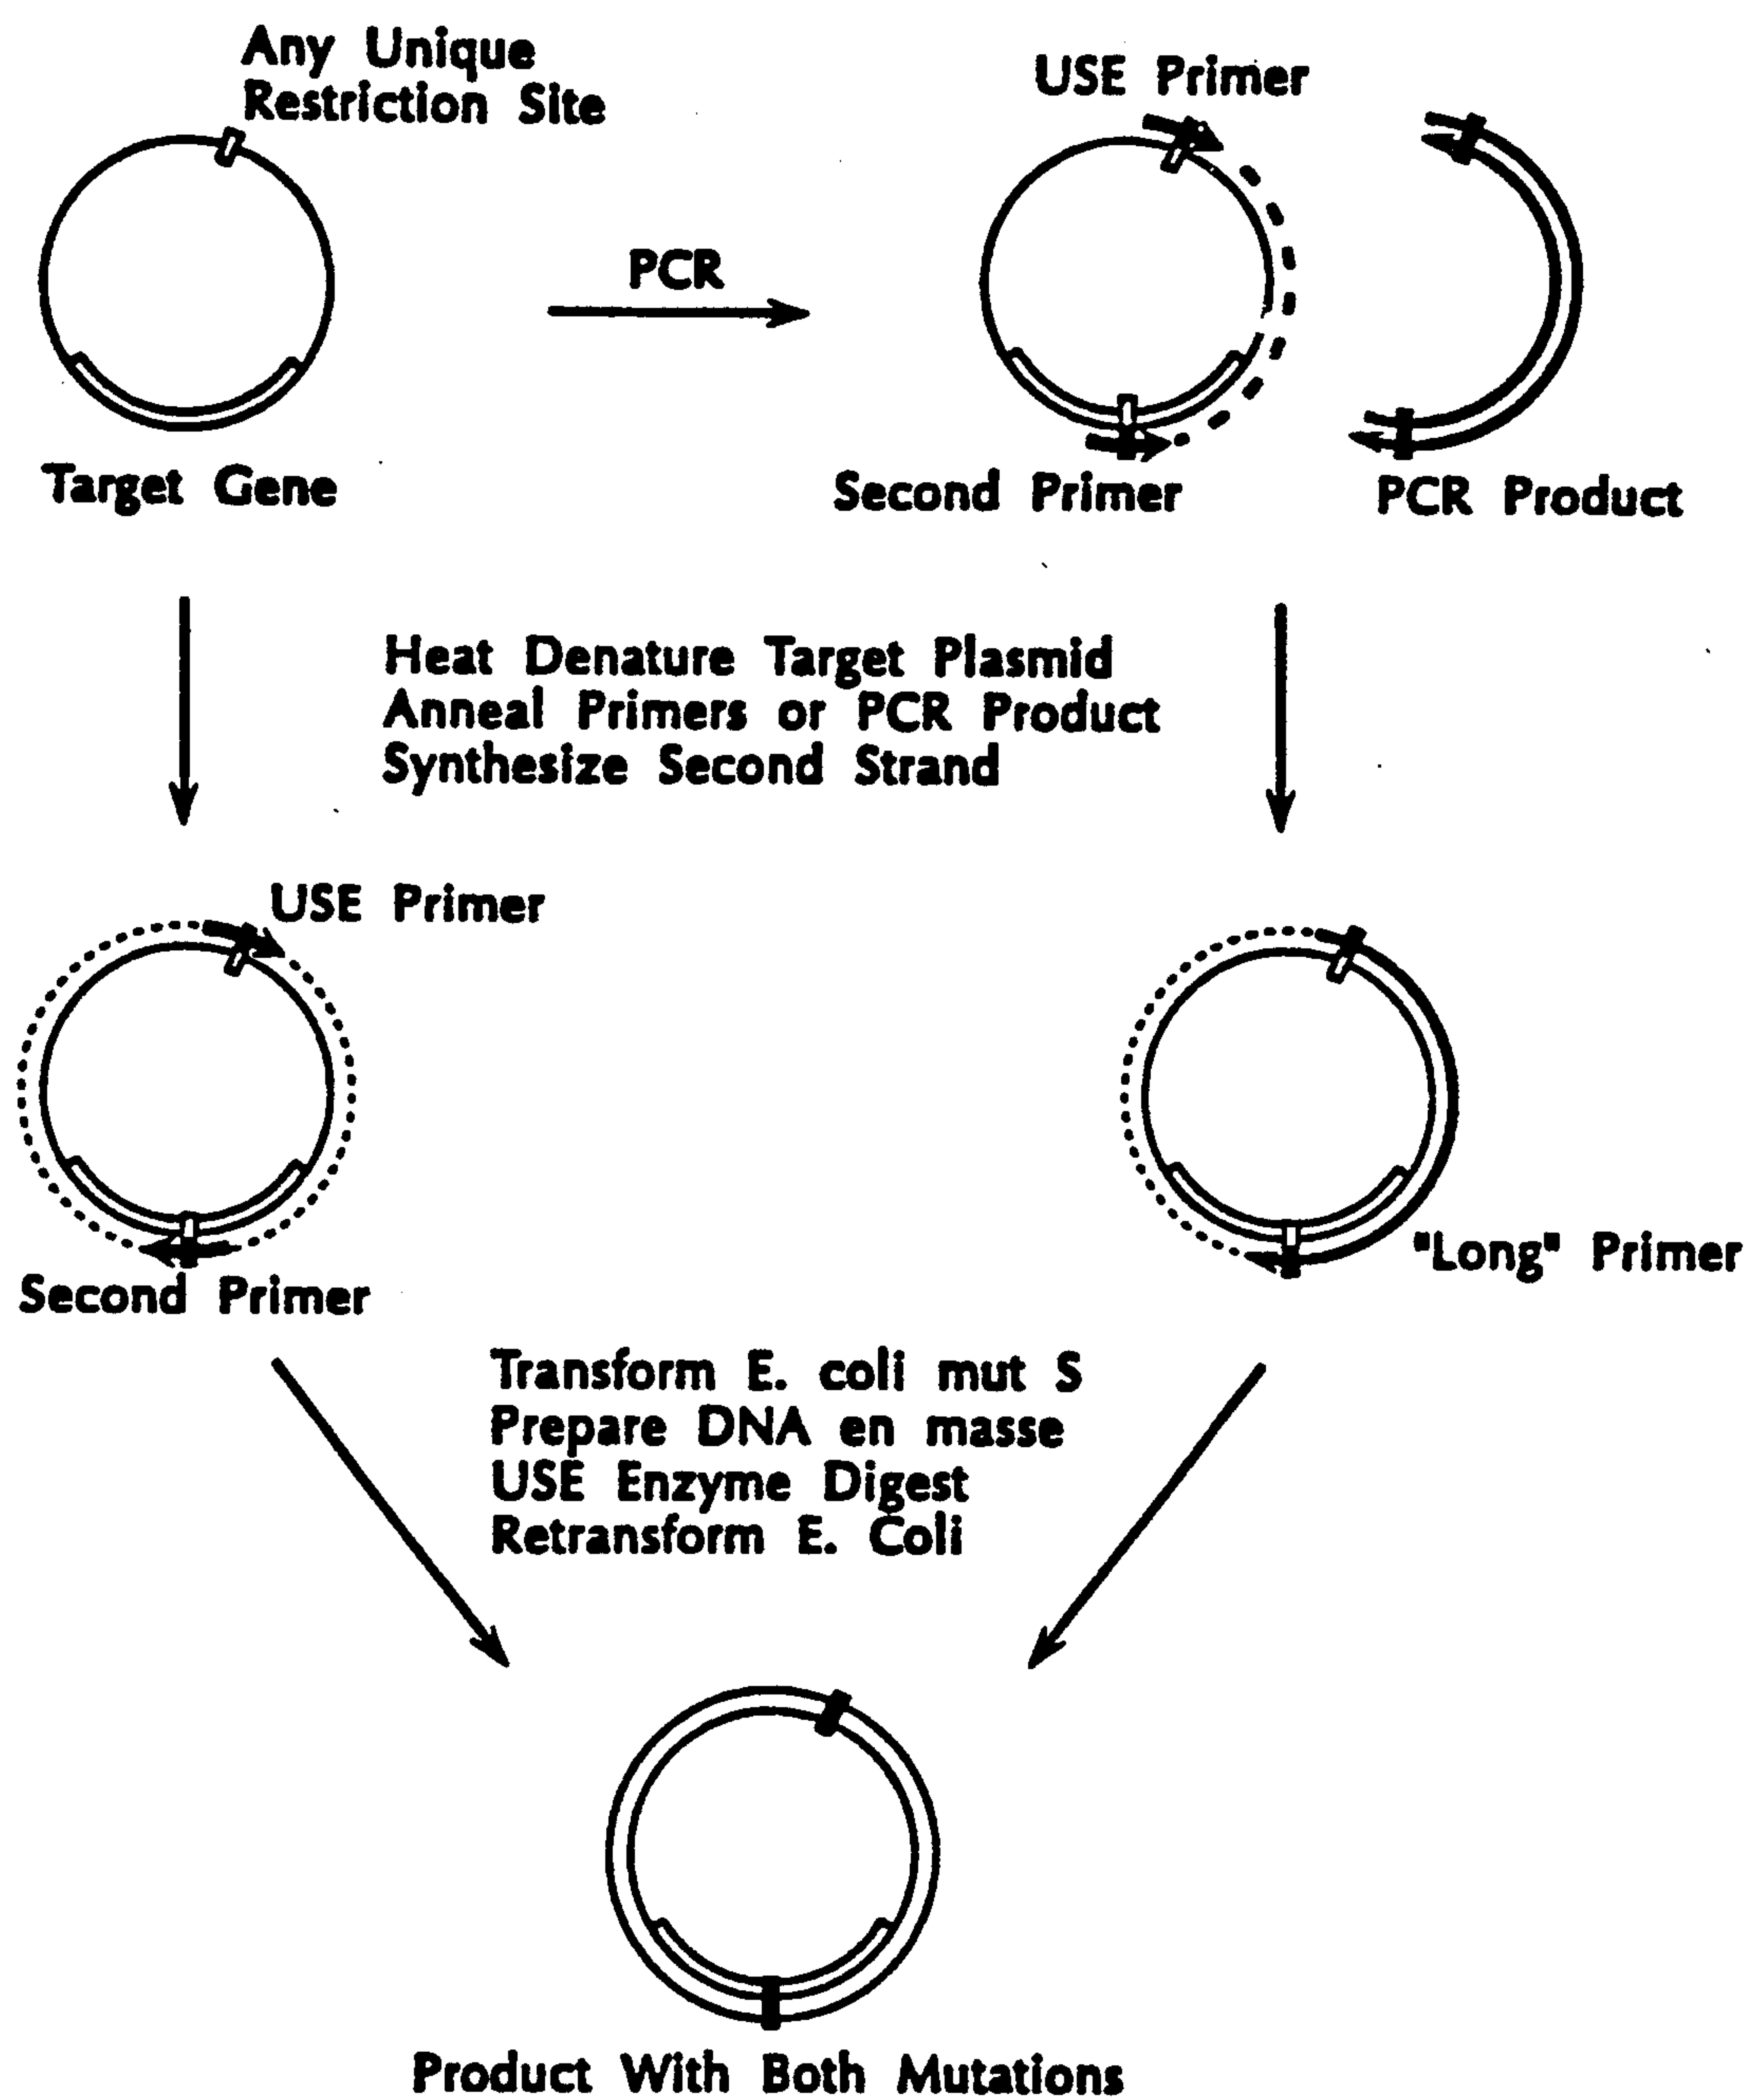 Any Unique
Restriction Site
USE Primer
PCR
Target Gene
Second Primer
PCR Product
Heat Denature Target Plasmid
Anneal Primers or PCR Product
Synthesize Second Strand
USE Primer
"Long" Primer
Second Primer
Transform E. coli mut S
Prepare DNA en masse
USE Enzyme Digest
Retransform E. Coli
Product With Both Mutations